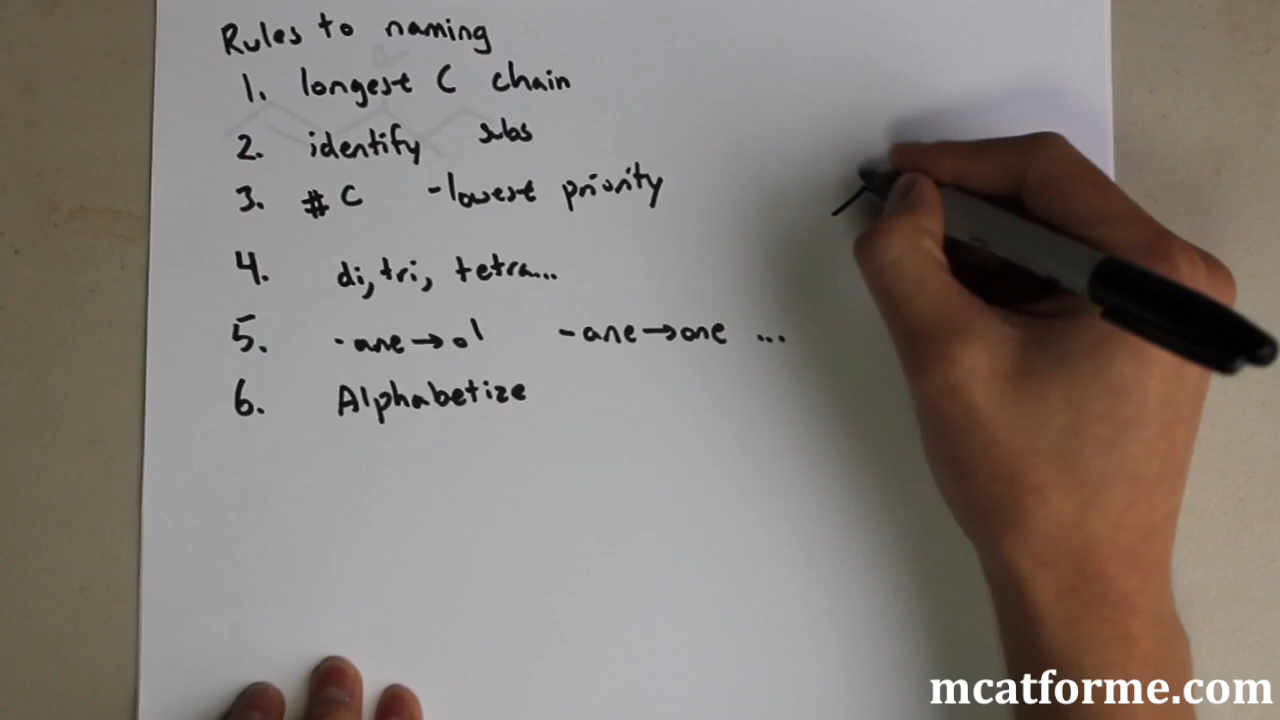 Rules to naming
1. longest C chain
2. identify subs
3. # C - lowest priority
4. di, tri, tetra...
5. -ane→ol -ane→one ...
6. Alphabetize
mcatforme.com